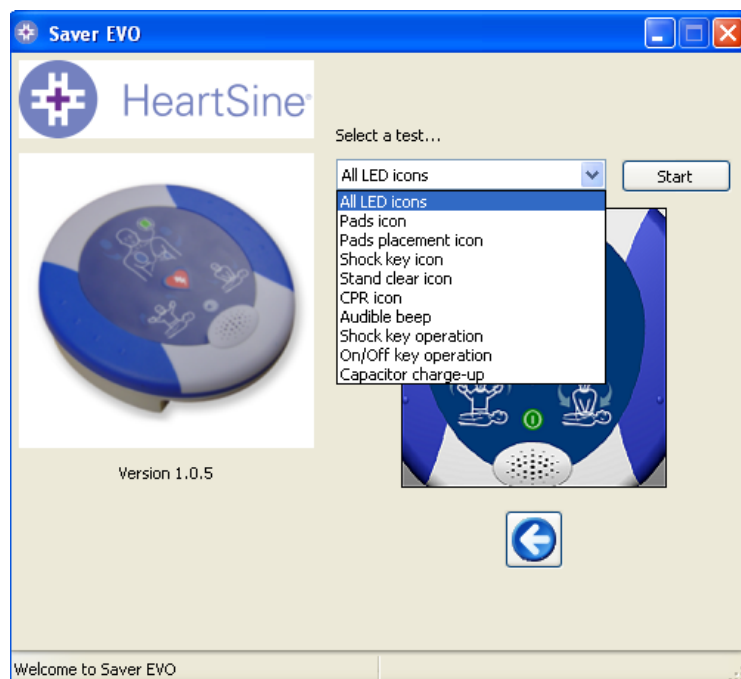 Saver EVO
HeartSine®
Select a test...
All LED icons
Start
All LED icons
Pads icon
Pads placement icon
Shock key icon
Stand clear icon
CPR icon
Audible beep
Shock key operation
On/Off key operation
Capacitor charge-up
Version 1.0.5
Welcome to Saver EVO